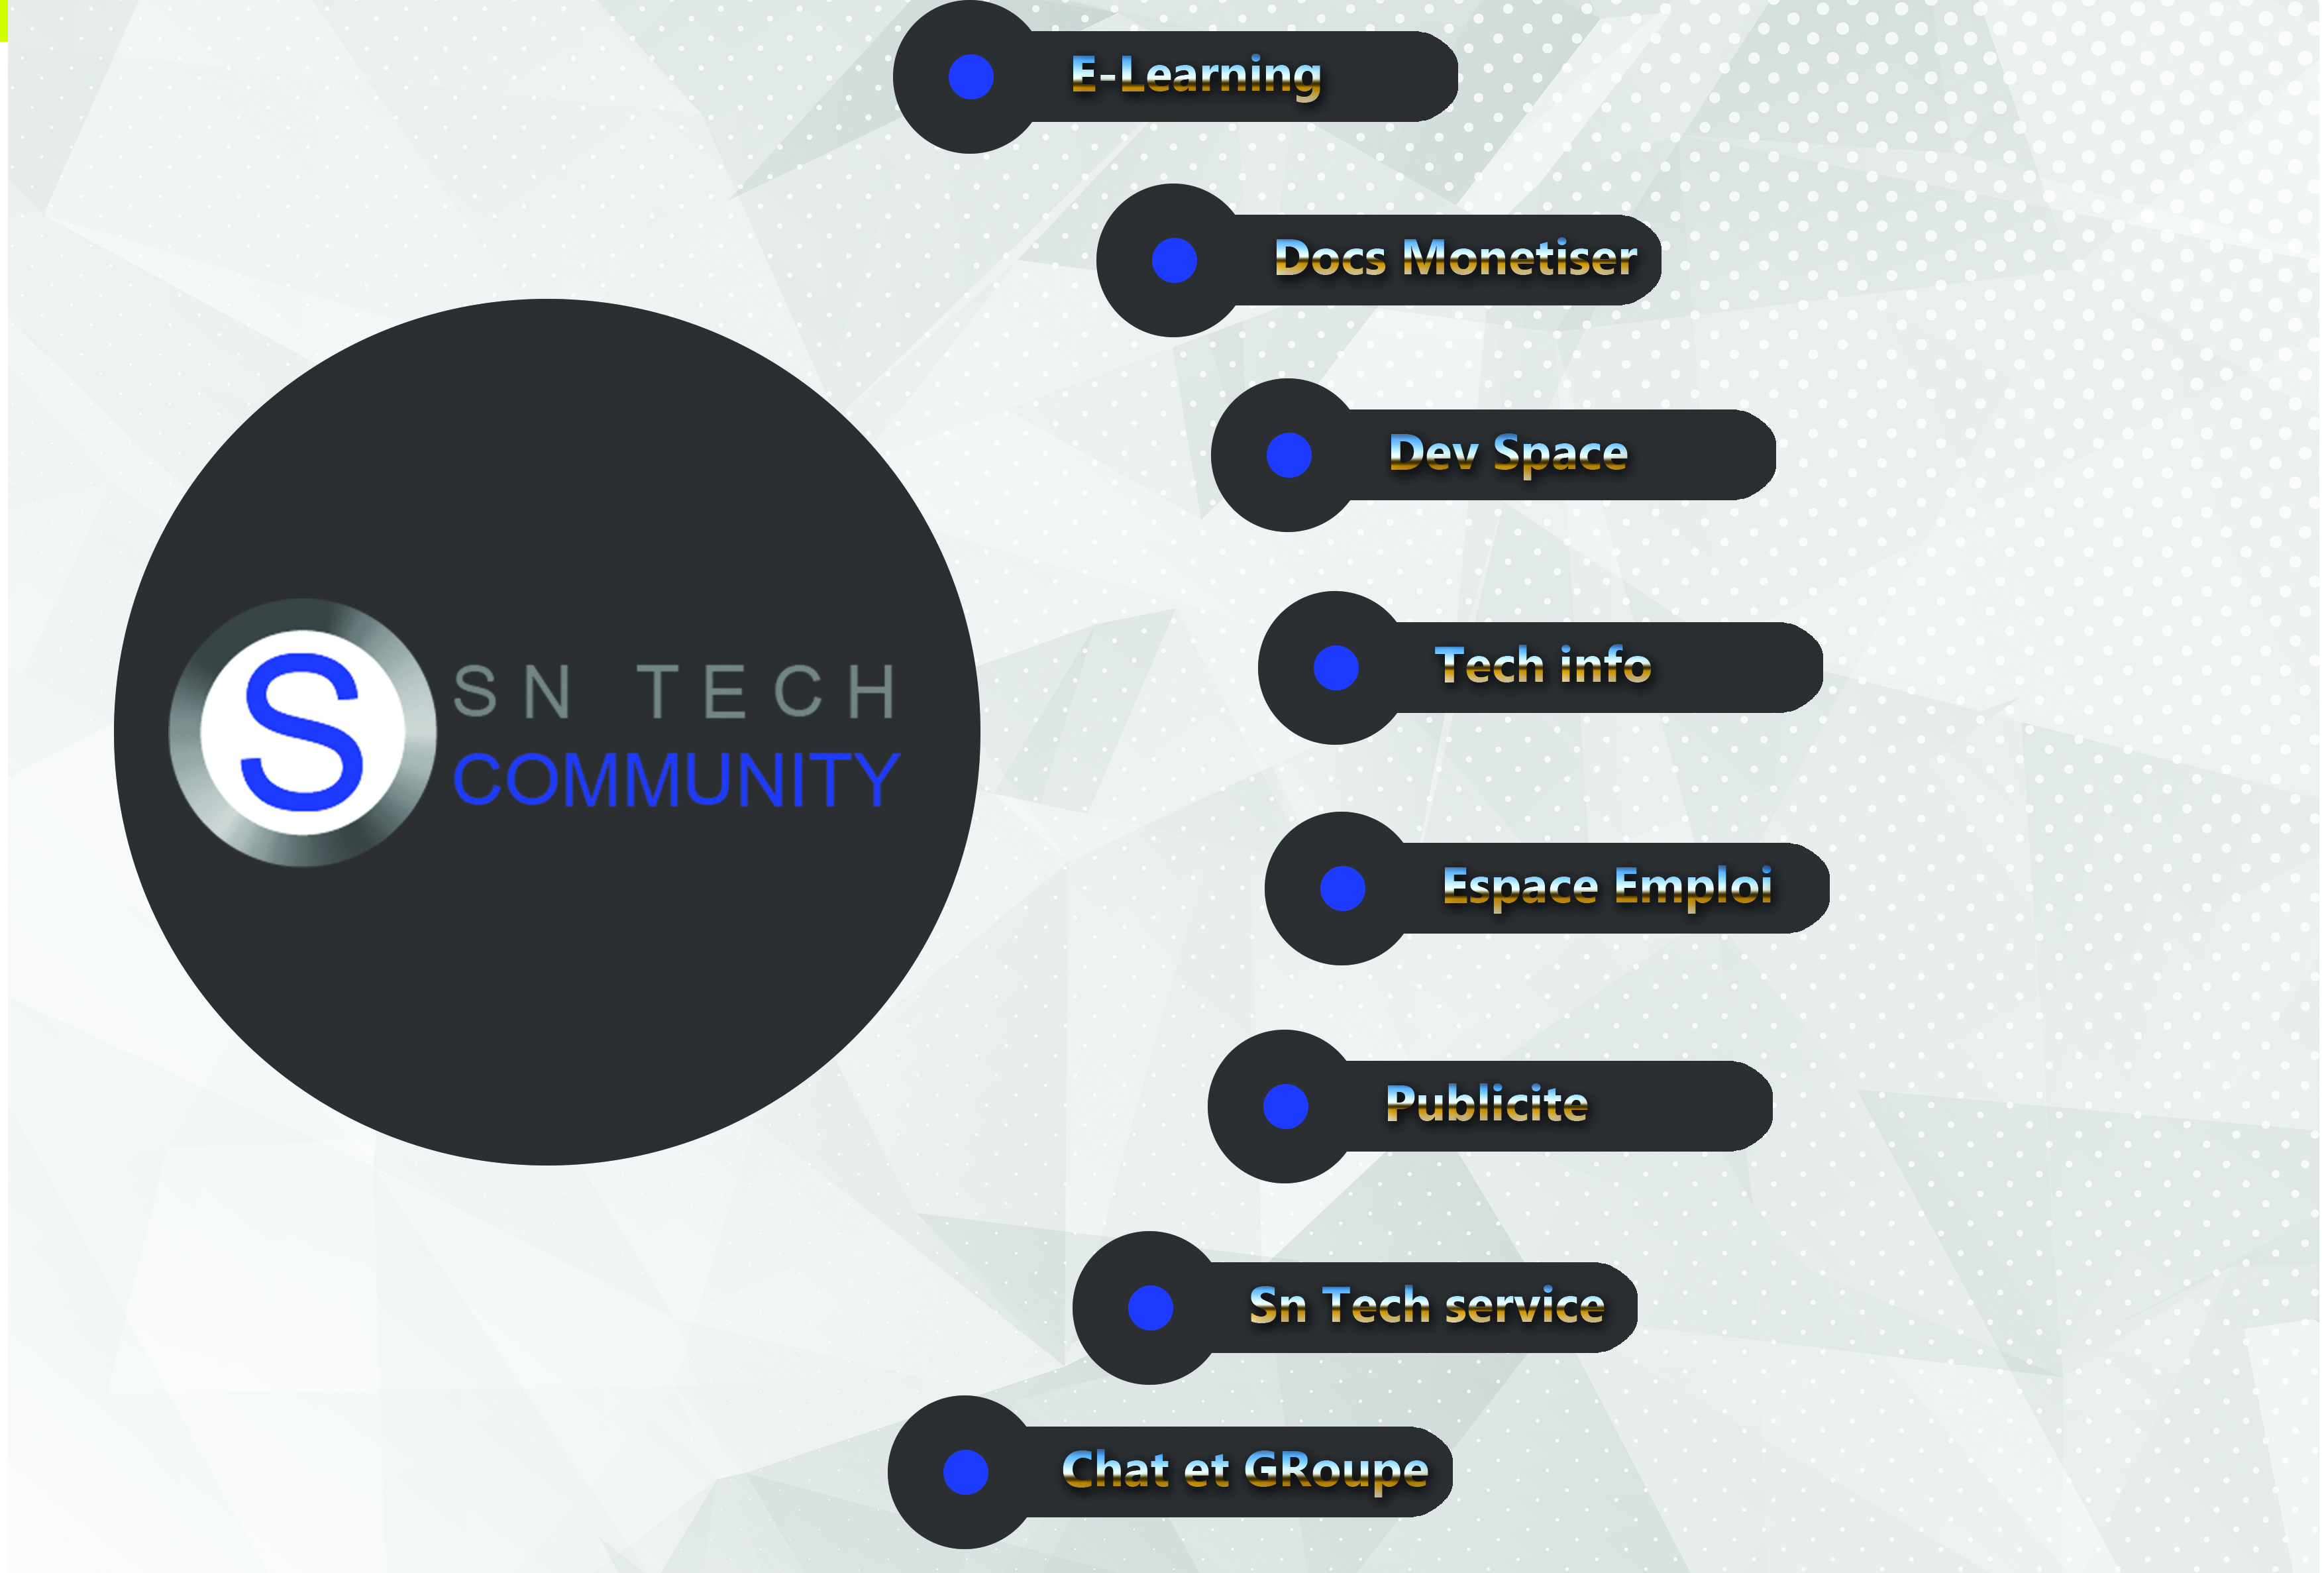 E-Learning
Docs Monetiser
Dev Space
S
SN TECH
COMMUNITY
Tech info
Espace Emploi
Publicite
Sn Tech service
Chat et GRoupe